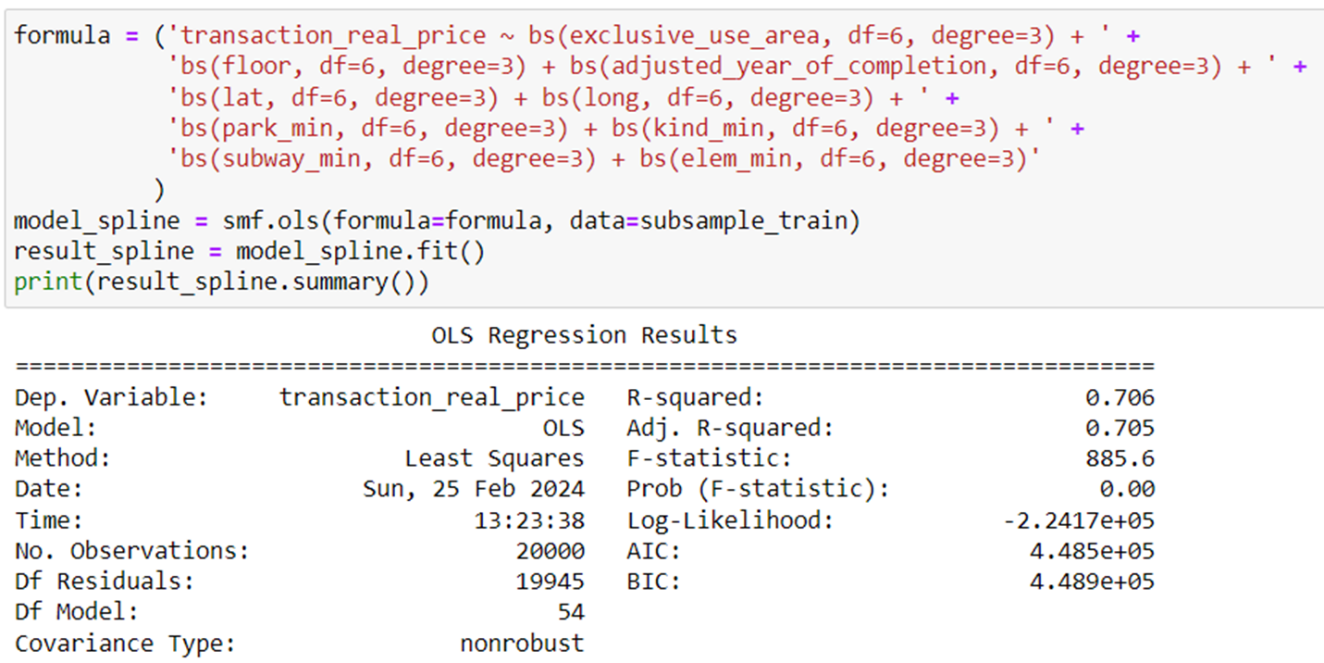 formula = ('transaction_real_price ~ bs(exclusive_use_area, df=6, degree=3) + ' +
'bs(floor, df=6, degree=3) + bs(adjusted_year_of_completion, df=6, degree=3) + ' +
'bs(lat, df=6, degree=3) + bs(long, df=6, degree=3) + ' +
'bs(park_min, df=6, degree=3) + bs(kind_min, df=6, degree=3) + ' +
'bs(subway_min, df=6, degree=3) + bs(elem_min, df=6, degree=3)'
)
model_spline = smf.ols(formula=formula, data=subsample_train)
result_spline = model_spline.fit()
print(result_spline.summary())
OLS Regression Results
==============================================================================
Dep. Variable: transaction_real_price R-squared: 0.706
Model: OLS Adj. R-squared: 0.705
Method: Least Squares F-statistic: 885.6
Date: Sun, 25 Feb 2024 Prob (F-statistic): 0.00
Time: 13:23:38 Log-Likelihood: -2.2417e+05
No. Observations: 20000 AIC: 4.485e+05
Df Residuals: 19945 BIC: 4.489e+05
Df Model: 54
Covariance Type: nonrobust